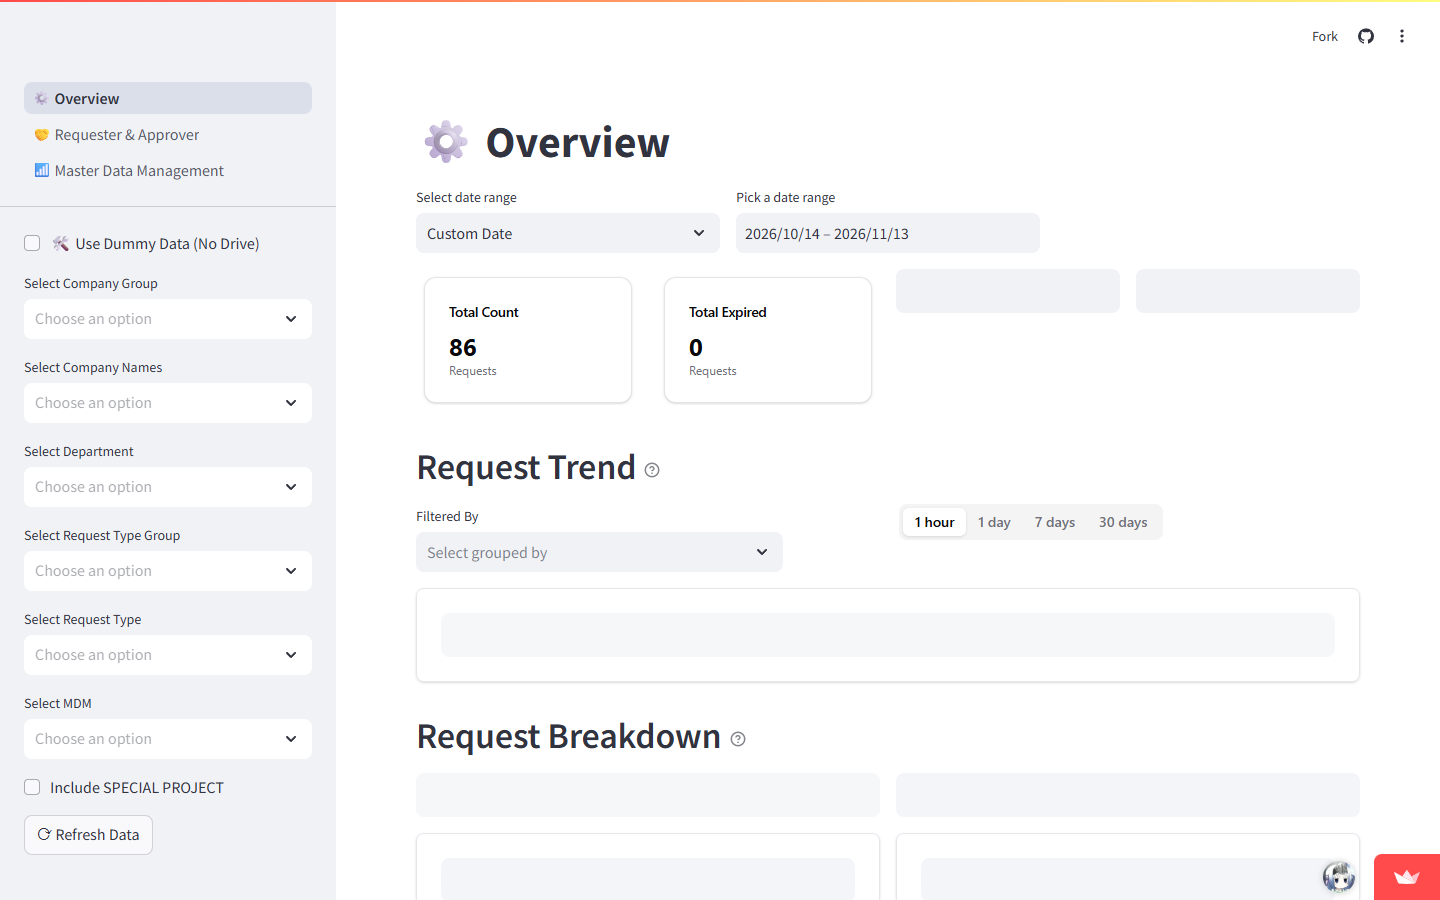 Fork
Overview
Requester & Approver
Master Data Management
Use Dummy Data (No Drive)
Select Company Group
Choose an option
Select Company Names
Choose an option
Select Department
Choose an option
Select Request Type Group
Choose an option
Select Request Type
Choose an option
Select MDM
Choose an option
Include SPECIAL PROJECT
Refresh Data
Overview
Select date range
Custom Date
Pick a date range
2026/10/14 – 2026/11/13
Total Count
86
Requests
Total Expired
0
Requests
Request Trend
Filtered By
Select grouped by
1 hour 1 day 7 days 30 days
Request Breakdown